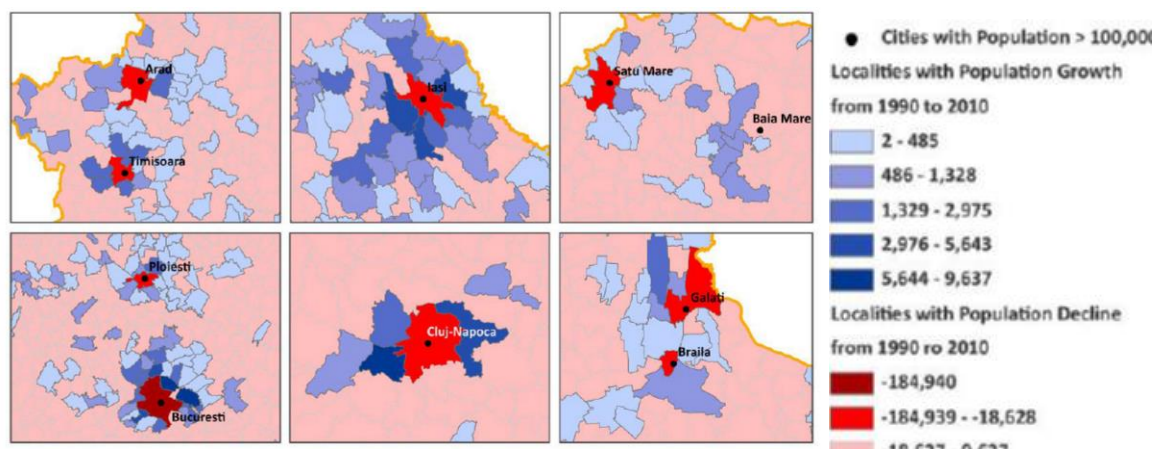 Arad
Timisoara
Iasi
Satu Mare
Baia Mare
Ploiesti
Bucuresti
Cluj-Napoca
Galati
Braila
Cities with Population > 100,000
Localities with Population Growth
from 1990 to 2010
2 - 485
486 - 1,328
1,329 - 2,975
2,976 - 5,643
5,644 - 9,637
Localities with Population Decline
from 1990 ro 2010
-184,940
-184,939 - -18,628